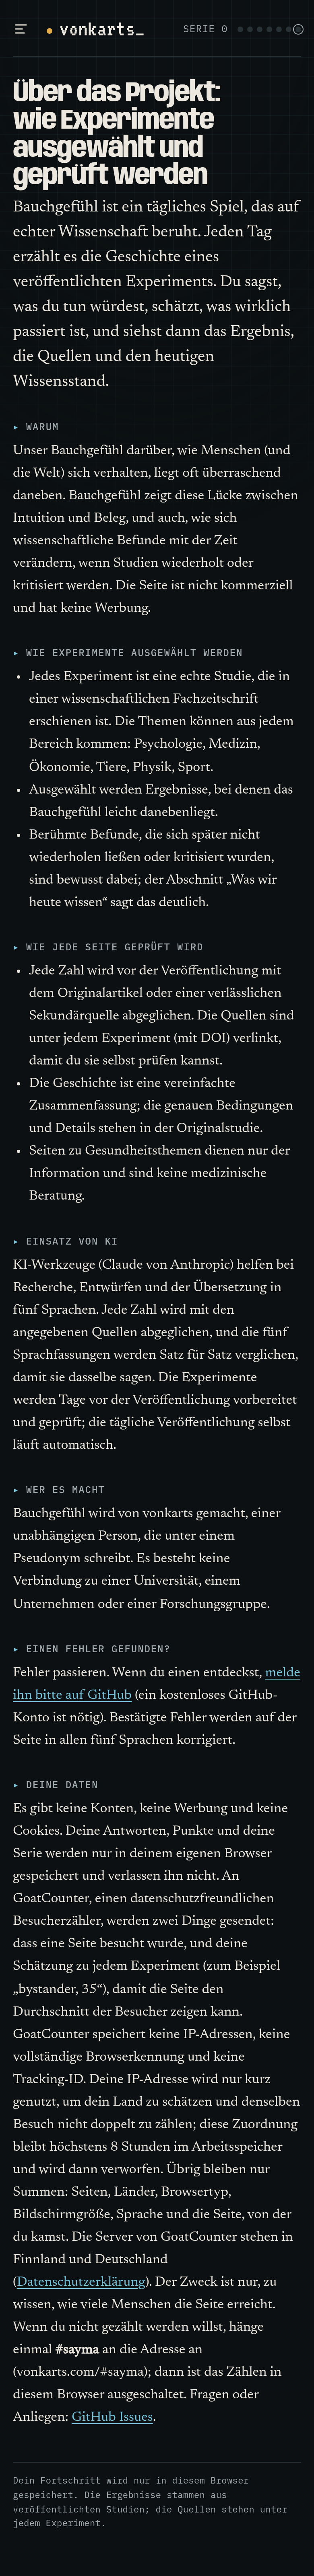 vonkarts_
SERIE 0
Über das Projekt:
wie Experimente
ausgewählt und
geprüft werden
Bauchgefühl ist ein tägliches Spiel, das auf
echter Wissenschaft beruht. Jeden Tag
erzählt es die Geschichte eines
veröffentlichten Experiments. Du sagst,
was du tun würdest, schätzt, was wirklich
passiert ist, und siehst dann das Ergebnis,
die Quellen und den heutigen
Wissensstand.
▸ WARUM
Unser Bauchgefühl darüber, wie Menschen (und
die Welt) sich verhalten, liegt oft überraschend
daneben. Bauchgefühl zeigt diese Lücke zwischen
Intuition und Beleg, und auch, wie sich
wissenschaftliche Befunde mit der Zeit
verändern, wenn Studien wiederholt oder
kritisiert werden. Die Seite ist nicht kommerziell
und hat keine Werbung.
▸ WIE EXPERIMENTE AUSGEWÄHLT WERDEN
• Jedes Experiment ist eine echte Studie, die in
einer wissenschaftlichen Fachzeitschrift
erschienen ist. Die Themen können aus jedem
Bereich kommen: Psychologie, Medizin,
Ökonomie, Tiere, Physik, Sport.
• Ausgewählt werden Ergebnisse, bei denen das
Bauchgefühl leicht danebenliegt.
• Berühmte Befunde, die sich später nicht
wiederholen ließen oder kritisiert wurden,
sind bewusst dabei; der Abschnitt „Was wir
heute wissen“ sagt das deutlich.
▸ WIE JEDE SEITE GEPRÜFT WIRD
• Jede Zahl wird vor der Veröffentlichung mit
dem Originalartikel oder einer verlässlichen
Sekundärquelle abgeglichen. Die Quellen sind
unter jedem Experiment (mit DOI) verlinkt,
damit du sie selbst prüfen kannst.
• Die Geschichte ist eine vereinfachte
Zusammenfassung; die genauen Bedingungen
und Details stehen in der Originalstudie.
• Seiten zu Gesundheitsthemen dienen nur der
Information und sind keine medizinische
Beratung.
▸ EINSATZ VON KI
KI-Werkzeuge (Claude von Anthropic) helfen bei
Recherche, Entwürfen und der Übersetzung in
fünf Sprachen. Jede Zahl wird mit den
angegebenen Quellen abgeglichen, und die fünf
Sprachfassungen werden Satz für Satz verglichen,
damit sie dasselbe sagen. Die Experimente
werden Tage vor der Veröffentlichung vorbereitet
und geprüft; die tägliche Veröffentlichung selbst
läuft automatisch.
▸ WER ES MACHT
Bauchgefühl wird von vonkarts gemacht, einer
unabhängigen Person, die unter einem
Pseudonym schreibt. Es besteht keine
Verbindung zu einer Universität, einem
Unternehmen oder einer Forschungsgruppe.
▸ EINEN FEHLER GEFUNDEN?
Fehler passieren. Wenn du einen entdeckst, melde
ihn bitte auf GitHub (ein kostenloses GitHub-
Konto ist nötig). Bestätigte Fehler werden auf der
Seite in allen fünf Sprachen korrigiert.
▸ DEINE DATEN
Es gibt keine Konten, keine Werbung und keine
Cookies. Deine Antworten, Punkte und deine
Serie werden nur in deinem eigenen Browser
gespeichert und verlassen ihn nicht. An
GoatCounter, einen datenschutzfreundlichen
Besucherzähler, werden zwei Dinge gesendet:
dass eine Seite besucht wurde, und deine
Schätzung zu jedem Experiment (zum Beispiel
„bystander, 35“), damit die Seite den
Durchschnitt der Besucher zeigen kann.
GoatCounter speichert keine IP-Adressen, keine
vollständige Browserkennung und keine
Tracking-ID. Deine IP-Adresse wird nur kurz
genutzt, um dein Land zu schätzen und denselben
Besuch nicht doppelt zu zählen; diese Zuordnung
bleibt höchstens 8 Stunden im Arbeitsspeicher
und wird dann verworfen. Übrig bleiben nur
Summen: Seiten, Länder, Browsertyp,
Bildschirmgröße, Sprache und die Seite, von der
du kamst. Die Server von GoatCounter stehen in
Finnland und Deutschland
(Datenschutzerklärung). Der Zweck ist nur, zu
wissen, wie viele Menschen die Seite erreicht.
Wenn du nicht gezählt werden willst, hänge
einmal #sayma an die Adresse an
(vonkarts.com/#sayma); dann ist das Zählen in
diesem Browser ausgeschaltet. Fragen oder
Anliegen: GitHub Issues.
Dein Fortschritt wird nur in diesem Browser
gespeichert. Die Ergebnisse stammen aus
veröffentlichten Studien; die Quellen stehen unter
jedem Experiment.